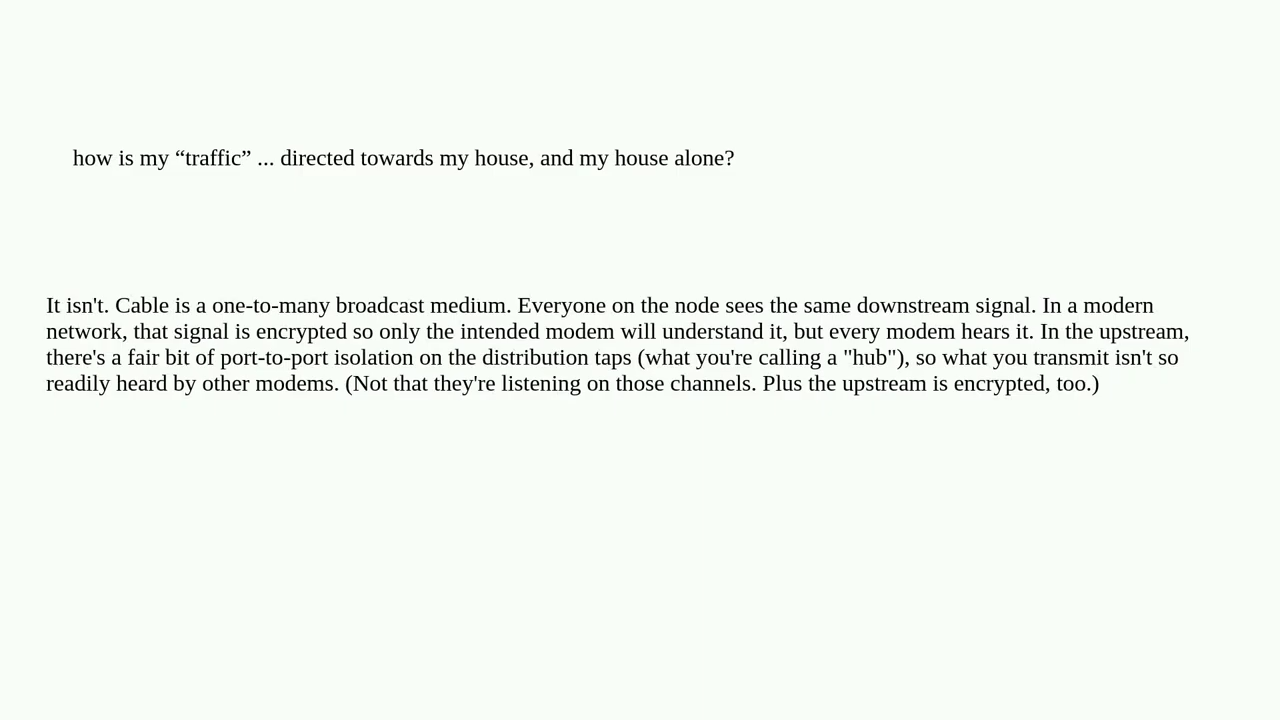 how is my “traffic” ... directed towards my house, and my house alone?
It isn't. Cable is a one-to-many broadcast medium. Everyone on the node sees the same downstream signal. In a modern
network, that signal is encrypted so only the intended modem will understand it, but every modem hears it. In the upstream,
there's a fair bit of port-to-port isolation on the distribution taps (what you're calling a "hub"), so what you transmit isn't so
readily heard by other modems. (Not that they're listening on those channels. Plus the upstream is encrypted, too.)